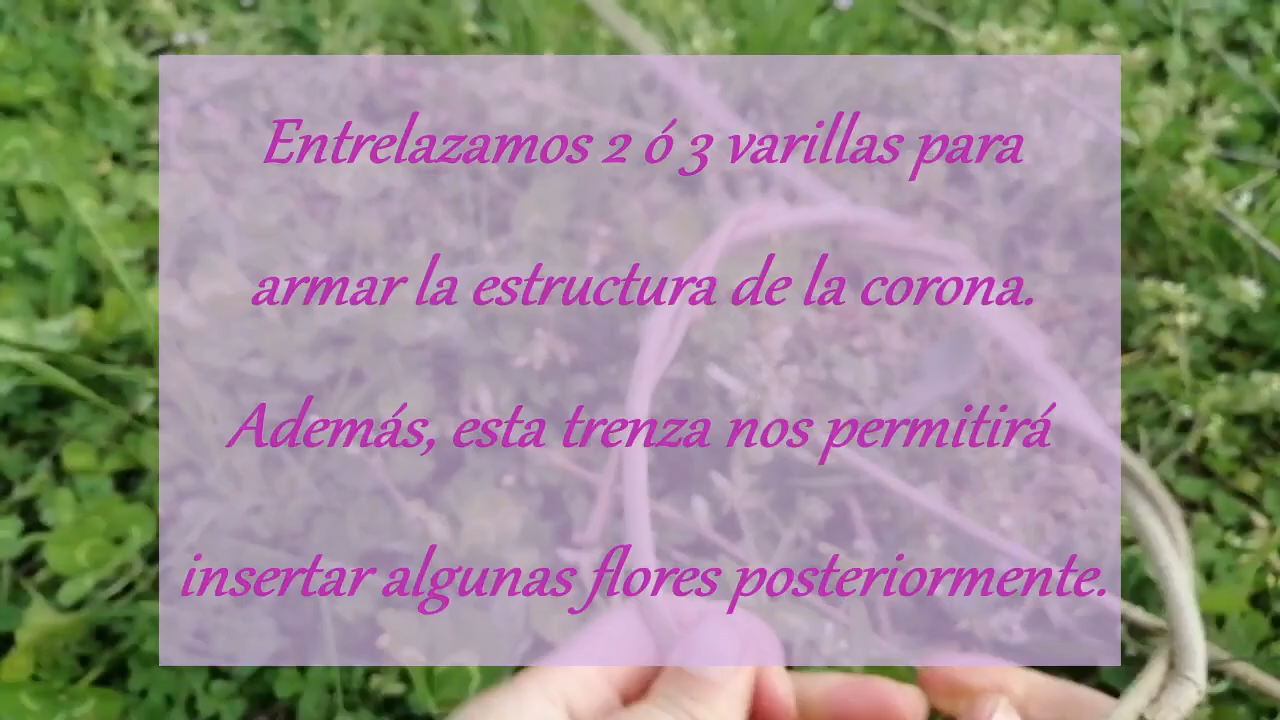 Entrelazamos 2 ó 3 varillas para
armar la estructura de la corona.
Además, esta trenza nos permitirá
insertar algunas flores posteriormente.